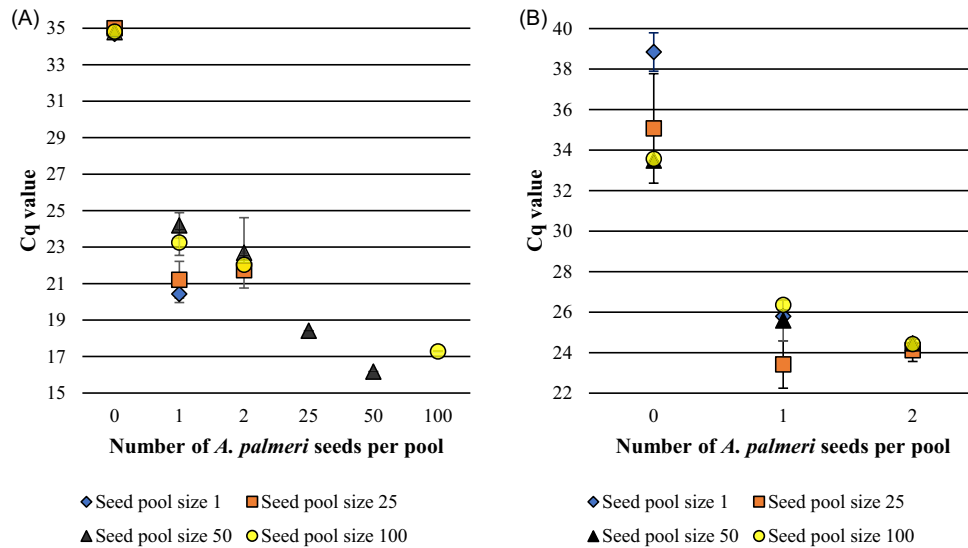 (A)
35
33
31
29
27
25
23
21
19
17
15
Cq value
0 1 2 25 50 100
Number of A. palmeri seeds per pool
Seed pool size 1 Seed pool size 25
Seed pool size 50 Seed pool size 100
(B)
40
38
36
34
32
30
28
26
24
22
Cq value
0 1 2
Number of A. palmeri seeds per pool
Seed pool size 1 Seed pool size 25
Seed pool size 50 Seed pool size 100